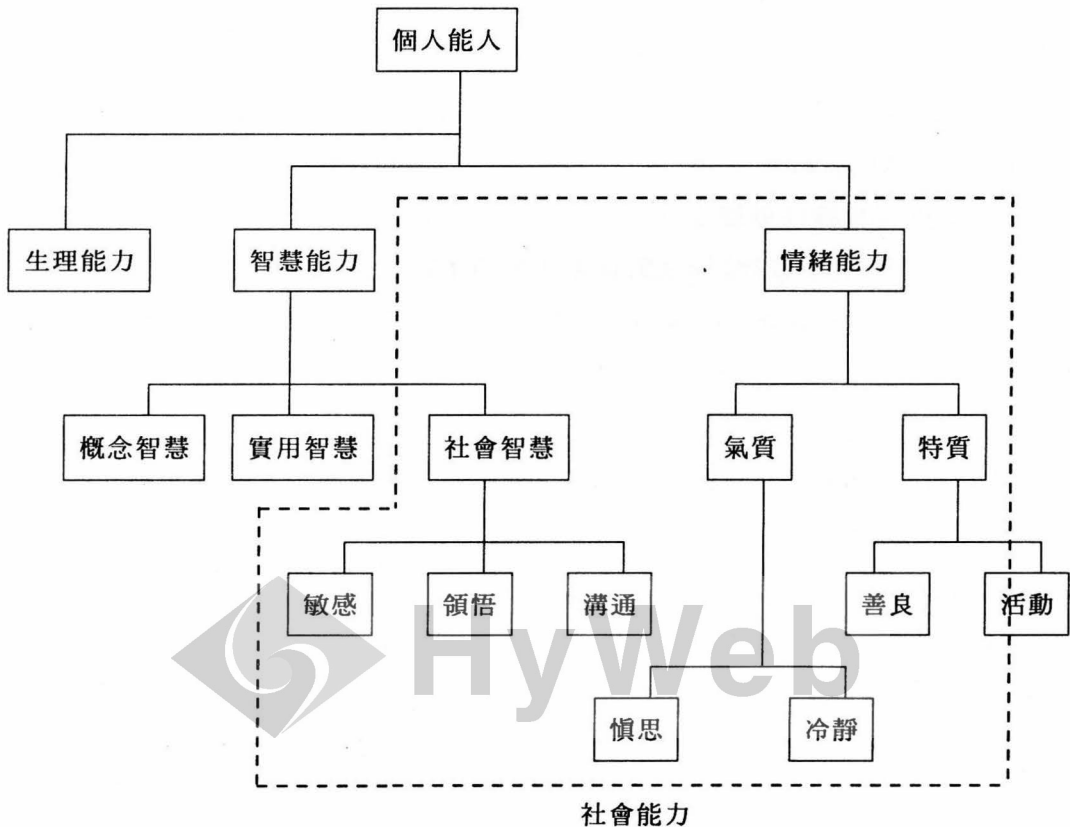 個人能人
生理能力
智慧能力
情緒能力
概念智慧
實用智慧
社會智慧
氣質
特質
敏感
領悟
溝通
善良
活動
HyWeb
慎思
冷靜
社會能力